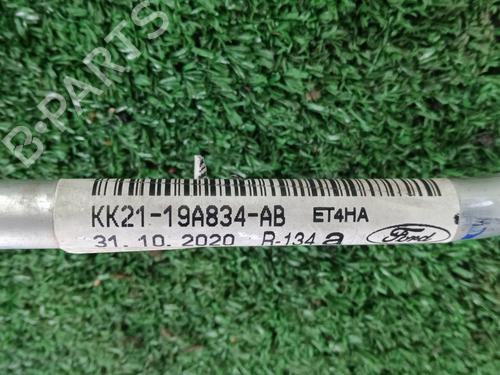 B-PARTS
KK21-19A834-AB ET4HA
31. 10. 2020 R-134a Ford